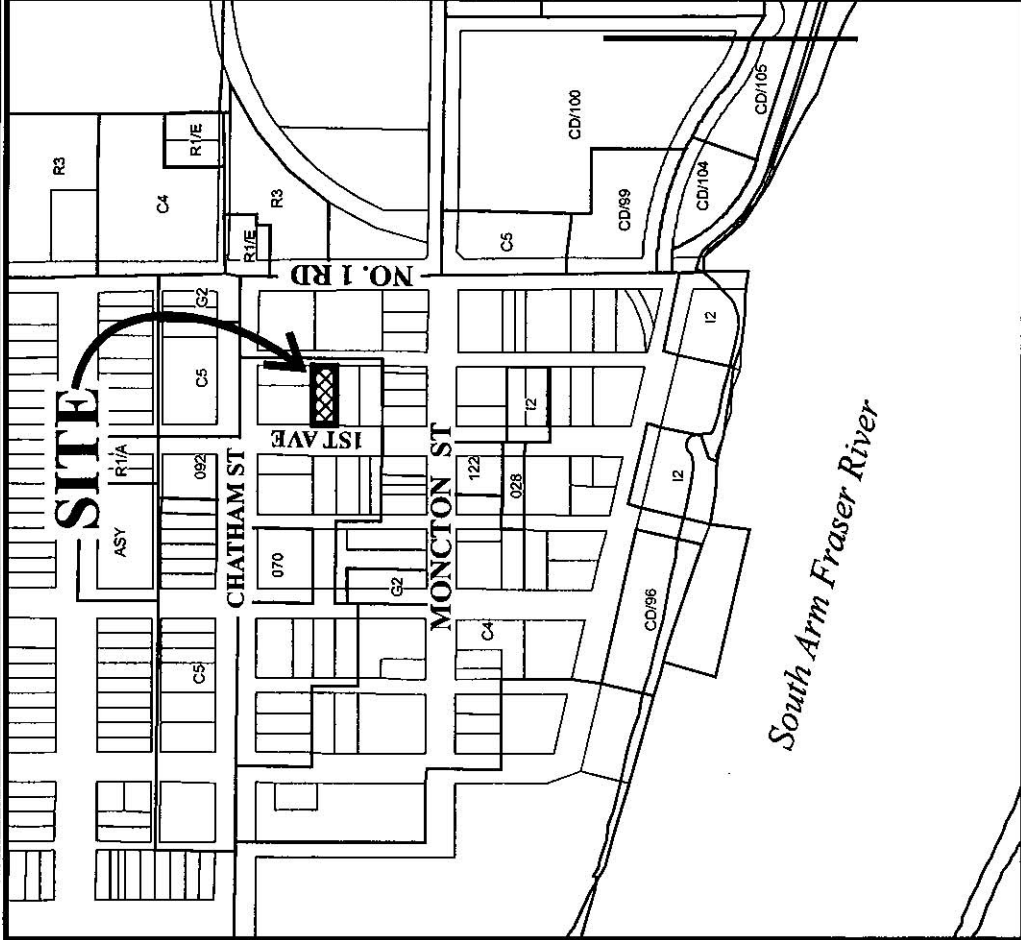 R3
C4
R1/E
R1/E
R3
CD/100
CD/105
CD/104
CD/99
C5
NO. 1 RD
G2
SITE
C5
I2
R1/A
092
1ST AVE
I2
ASY
CHATHAM ST
MONCTON ST
122
028
I2
070
G2
CD/96
C5
C4
South Arm Fraser River